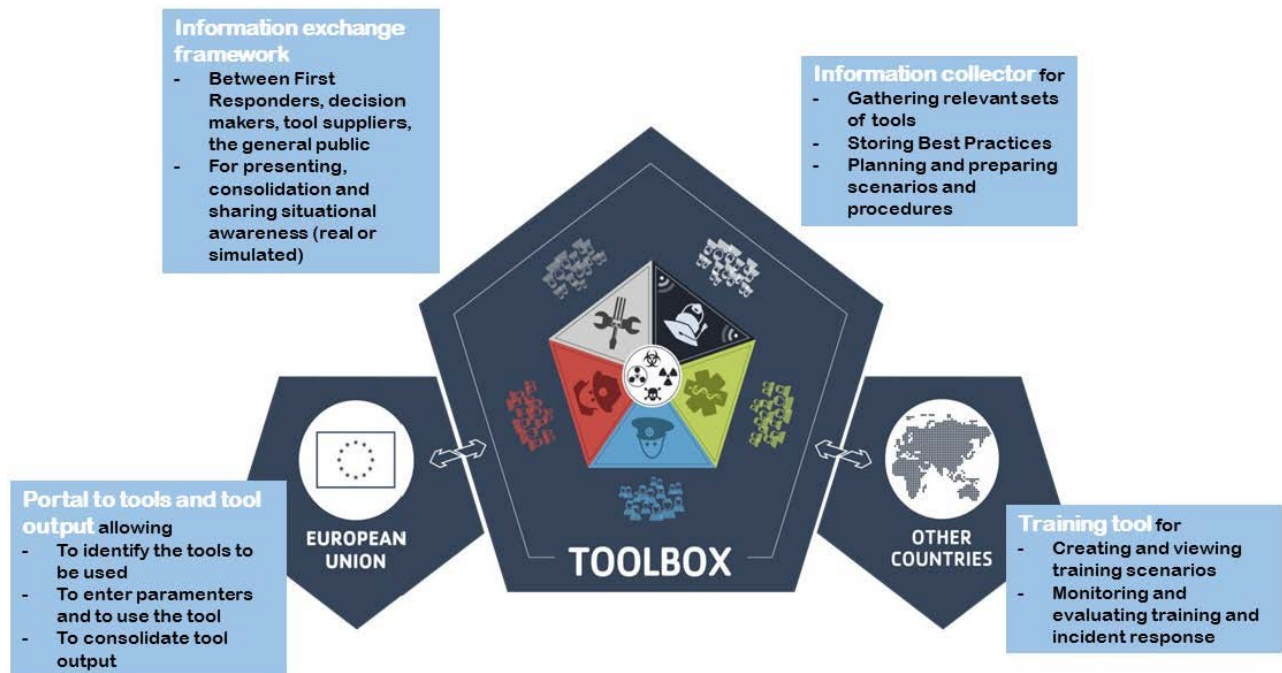 Information exchange
framework
- Between First
Responders, decision
makers, tool suppliers,
the general public
- For presenting,
consolidation and
sharing situational
awareness (real or
simulated)
Information collector for
- Gathering relevant sets
of tools
- Storing Best Practices
- Planning and preparing
scenarios and
procedures
Portal to tools and tool
output allowing
- To identify the tools to
be used
- To enter paramenters
and to use the tool
- To consolidate tool
output
EUROPEAN
UNION
TOOLBOX
OTHER
COUNTRIES
Training tool for
- Creating and viewing
training scenarios
- Monitoring and
evaluating training and
incident response